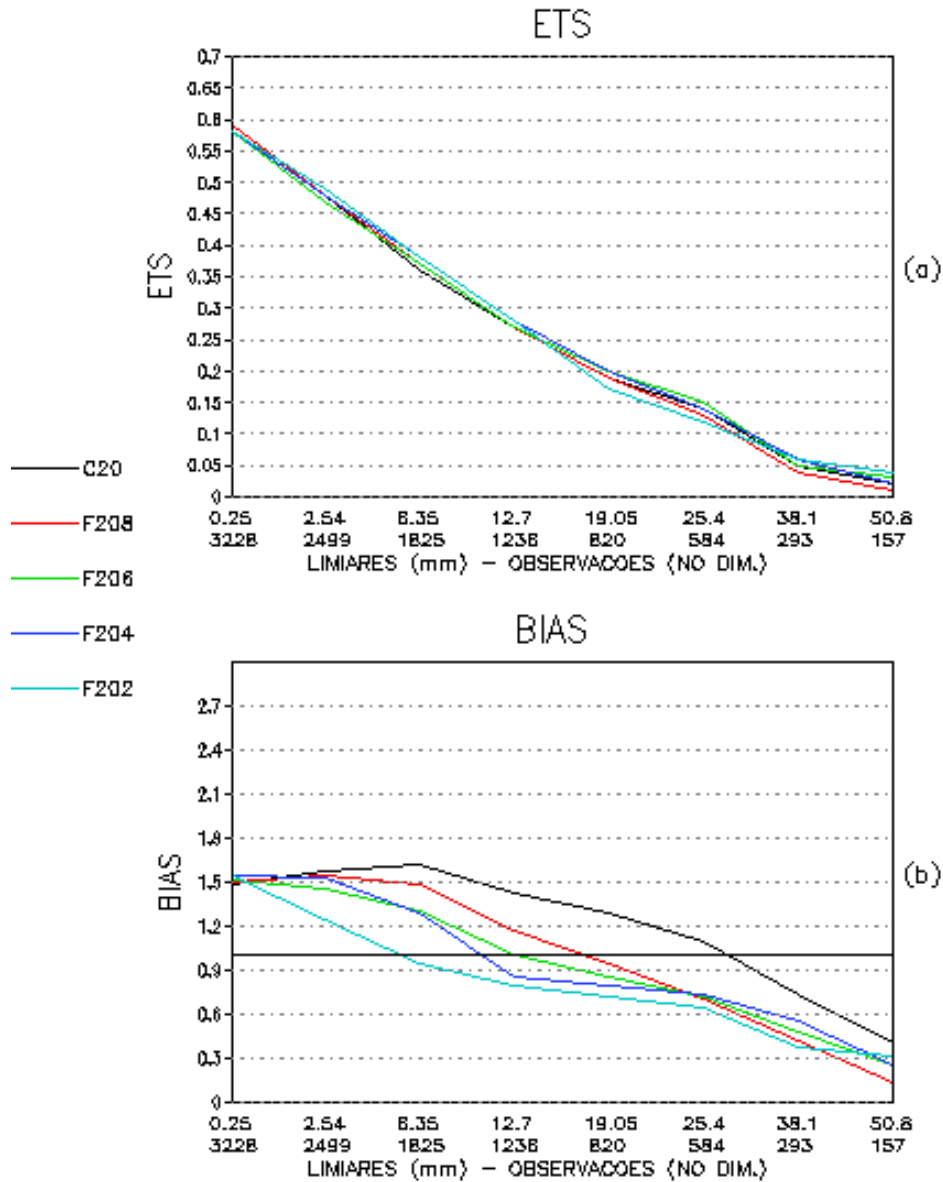 ETS
0.7
0.65
0.6
0.55
0.5
0.45
0.4
0.35
0.3
0.25
0.2
0.15
0.1
0.05
0
ETS
(a)
0.25 2.54 6.35 12.7 19.05 25.4 38.1 50.8
3228 2499 1825 1236 820 584 293 157
LIMIARES (mm) - OBSERVACOES (NO DIM.)
C20
F208
F206
F204
F202
BIAS
2.7
2.4
2.1
1.8
1.5
1.2
0.9
0.6
0.3
0
BIAS
(b)
0.25 2.54 6.35 12.7 19.05 25.4 38.1 50.8
3228 2499 1825 1236 820 584 293 157
LIMIARES (mm) - OBSERVACOES (NO DIM.)